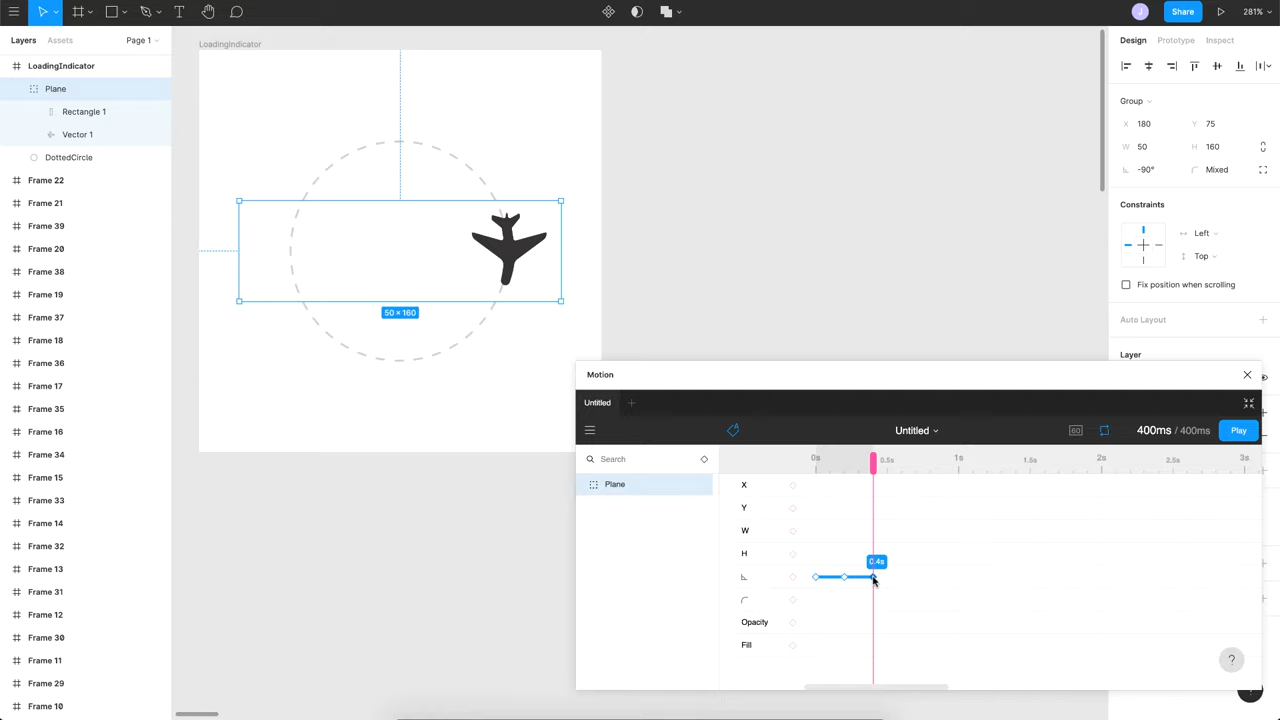 J
Share
281%
Layers
Assets
Page 1
LoadingIndicator
Plane
Rectangle 1
Vector 1
DottedCircle
Frame 22
Frame 21
Frame 39
Frame 20
Frame 38
Frame 19
Frame 37
Frame 18
Frame 36
Frame 17
Frame 35
Frame 16
Frame 34
Frame 15
Frame 33
Frame 14
Frame 32
Frame 13
Frame 31
Frame 12
Frame 30
Frame 11
Frame 29
Frame 10
LoadingIndicator
50 × 160
Design
Prototype
Inspect
Group
X 180 Y 75
W 50 H 160
-90° Mixed
Constraints
Left
Top
Fix position when scrolling
Auto Layout
Layer
Motion
Untitled
Untitled
60
400ms / 400ms
Play
Search
0s 0.5s 1s 1.5s 2s 2.5s 3s
Plane
X
Y
W
H
0.4s
Opacity
Fill
?